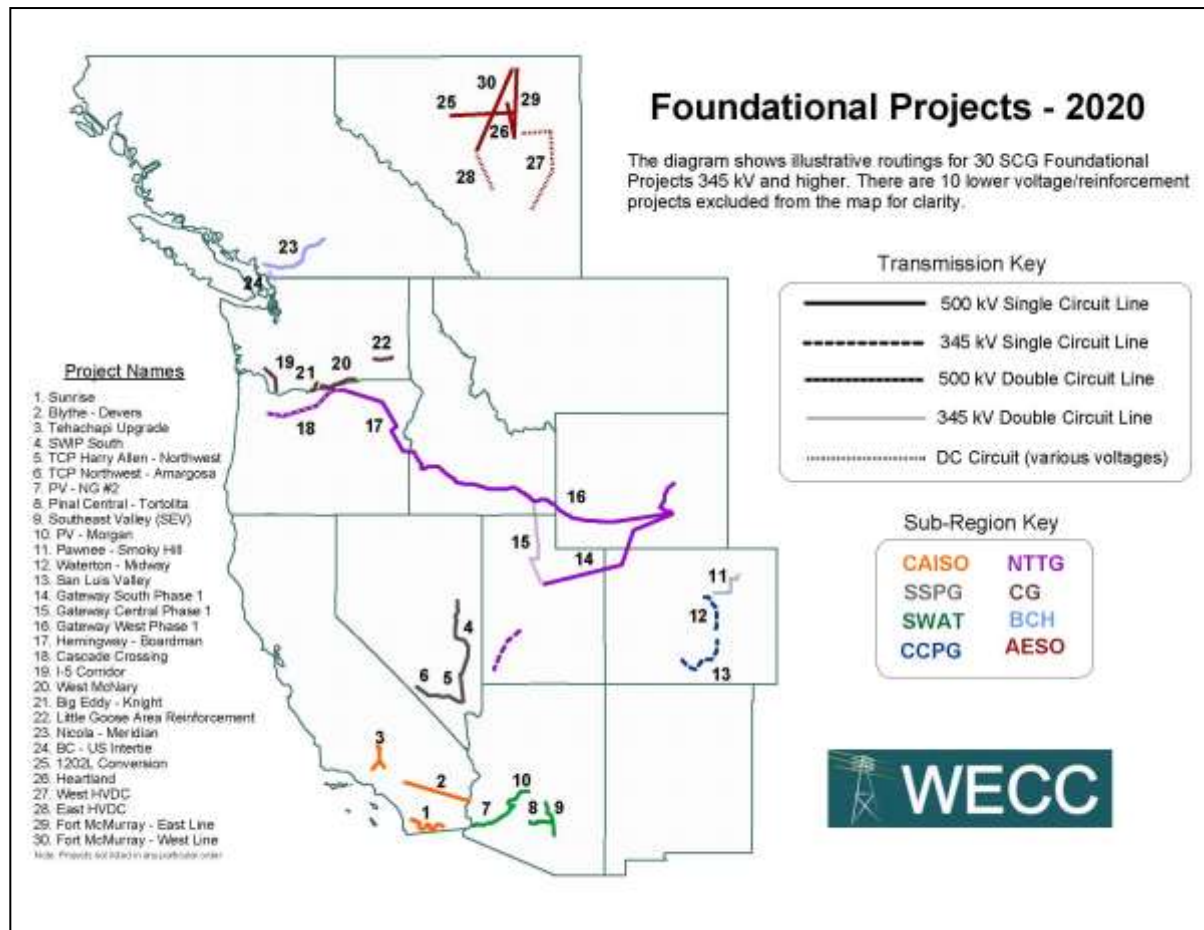 Foundational Projects - 2020
The diagram shows illustrative routings for 30 SCG Foundational
Projects 345 kV and higher. There are 10 lower voltage/reinforcement
projects excluded from the map for clarity.
Transmission Key
500 kV Single Circuit Line
345 kV Single Circuit Line
500 kV Double Circuit Line
345 kV Double Circuit Line
DC Circuit (various voltages)
Sub-Region Key
CAISO NTTG
SSPG CG
SWAT BCH
CCPG AESO
WECC
Project Names
1. Sunrise
2. Blythe - Devers
3. Tehachapi Upgrade
4. SWIP South
5. TCP Harry Allen - Northwest
6. TCP Northwest - Amargosa
7. PV - NG #2
8. Pinal Central - Tortolita
9. Southeast Valley (SEV)
10. PV - Morgan
11. Pawnee - Smoky Hill
12. Waterton - Midway
13. San Luis Valley
14. Gateway South Phase 1
15. Gateway Central Phase 1
16. Gateway West Phase 1
17. Hemingway - Boardman
18. Cascade Crossing
19. I-5 Corridor
20. West McNary
21. Big Eddy - Knight
22. Little Goose Area Reinforcement
23. Nicola - Meridian
24. BC - US Intertie
25. 1202L Conversion
26. Heartland
27. West HVDC
28. East HVDC
29. Fort McMurray - East Line
30. Fort McMurray - West Line
Note: Projects not listed in any particular order
30
25
29
26
27
28
23
24
22
19
21
20
18
17
16
15
14
11
12
13
4
6
5
3
2
1
10
7
8
9